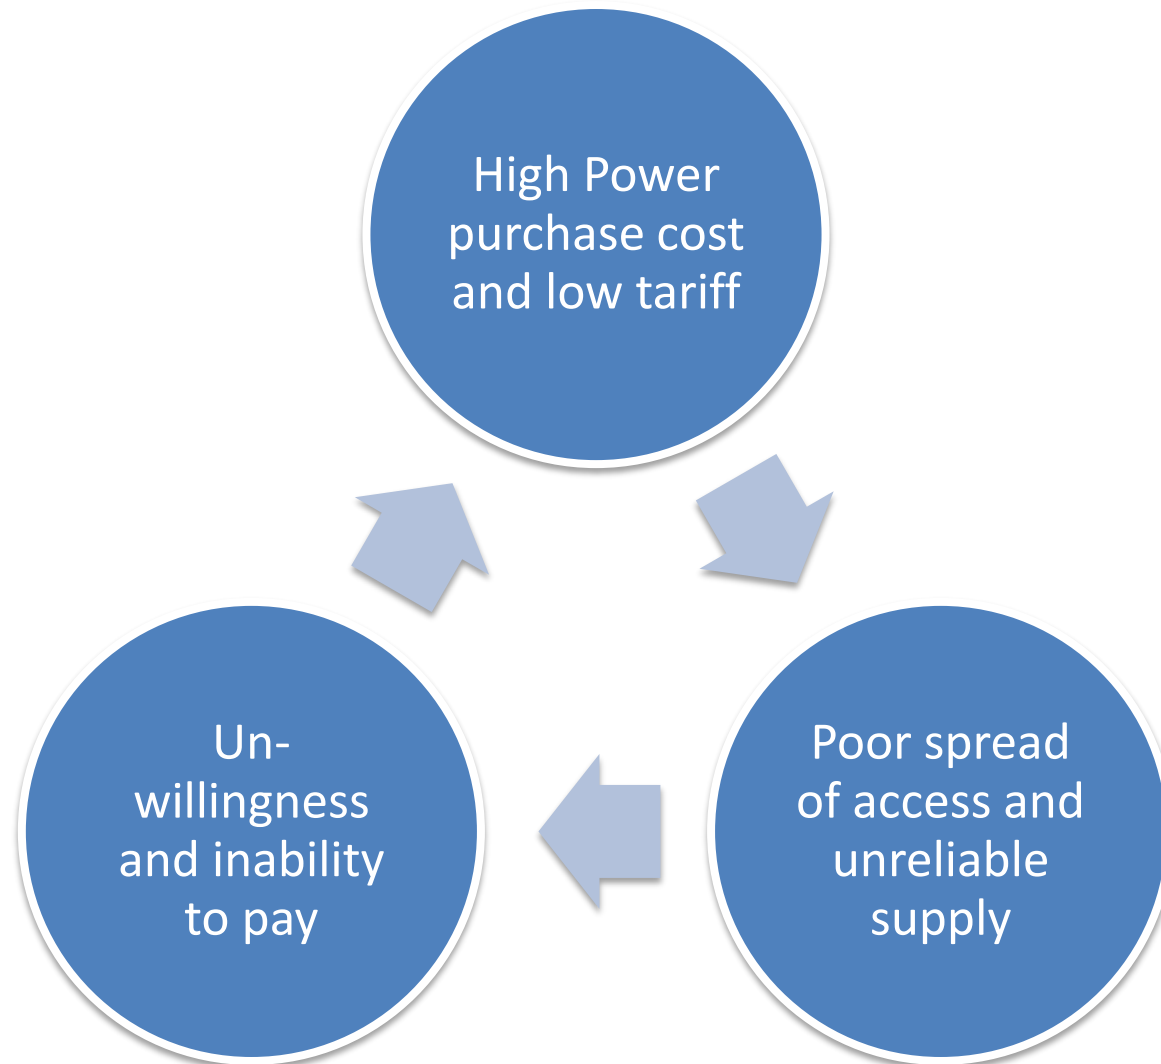 High Power
purchase cost
and low tariff
Poor spread
of access and
unreliable
supply
Un-
willingness
and inability
to pay